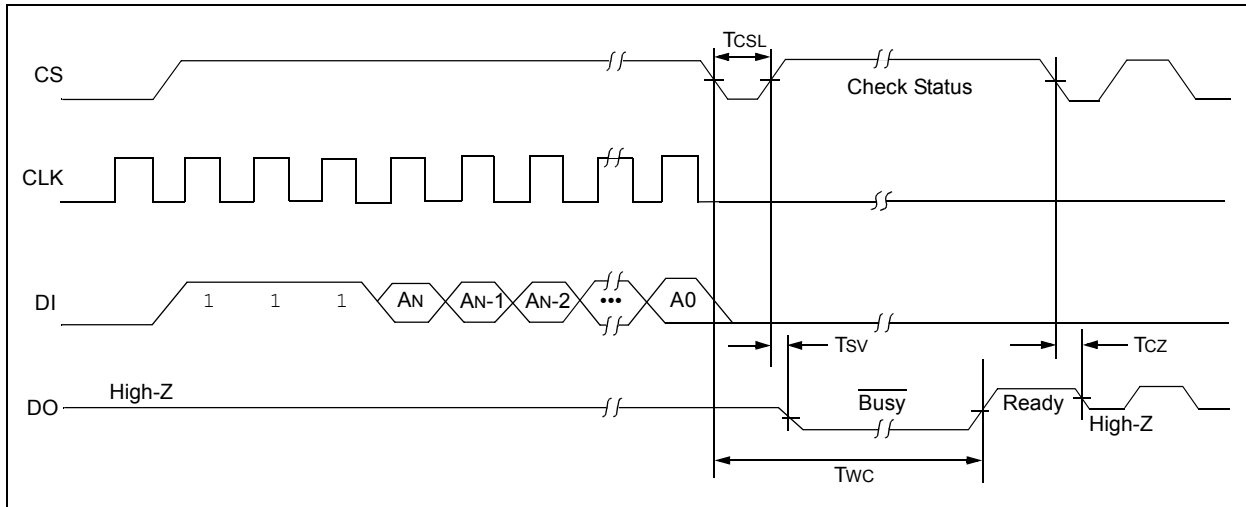 TCSL
CS
Check Status
CLK
DI
1 1 1 AN AN-1 AN-2 ••• A0
TSV
TCZ
High-Z
DO
Busy
Ready
High-Z
TWC